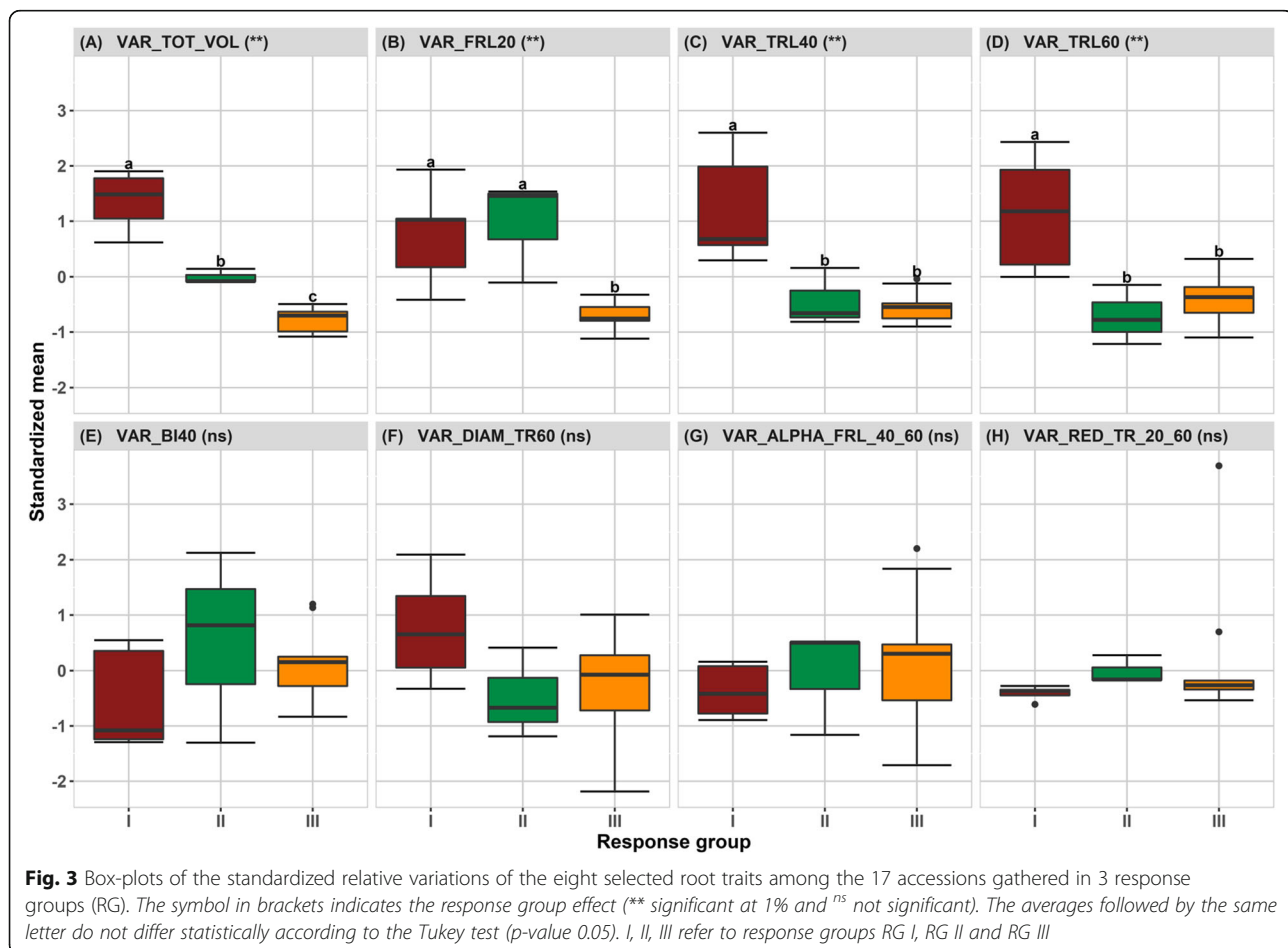 (A) VAR_TOT_VOL (**)
(B) VAR_FRL20 (**)
(C) VAR_TRL40 (**)
(D) VAR_TRL60 (**)
3
2
1
0
-1
-2
a
b
c
a
a
b
a
b
b
a
b
b
Standardized mean
(E) VAR_BI40 (ns)
(F) VAR_DIAM_TR60 (ns)
(G) VAR_ALPHA_FRL_40_60 (ns)
(H) VAR_RED_TR_20_60 (ns)
3
2
1
0
-1
-2
I II III
I II III
I II III
I II III
Response group
Fig. 3 Box-plots of the standardized relative variations of the eight selected root traits among the 17 accessions gathered in 3 response
groups (RG). The symbol in brackets indicates the response group effect (** significant at 1% and ns not significant). The averages followed by the same
letter do not differ statistically according to the Tukey test (p-value 0.05). I, II, III refer to response groups RG I, RG II and RG III